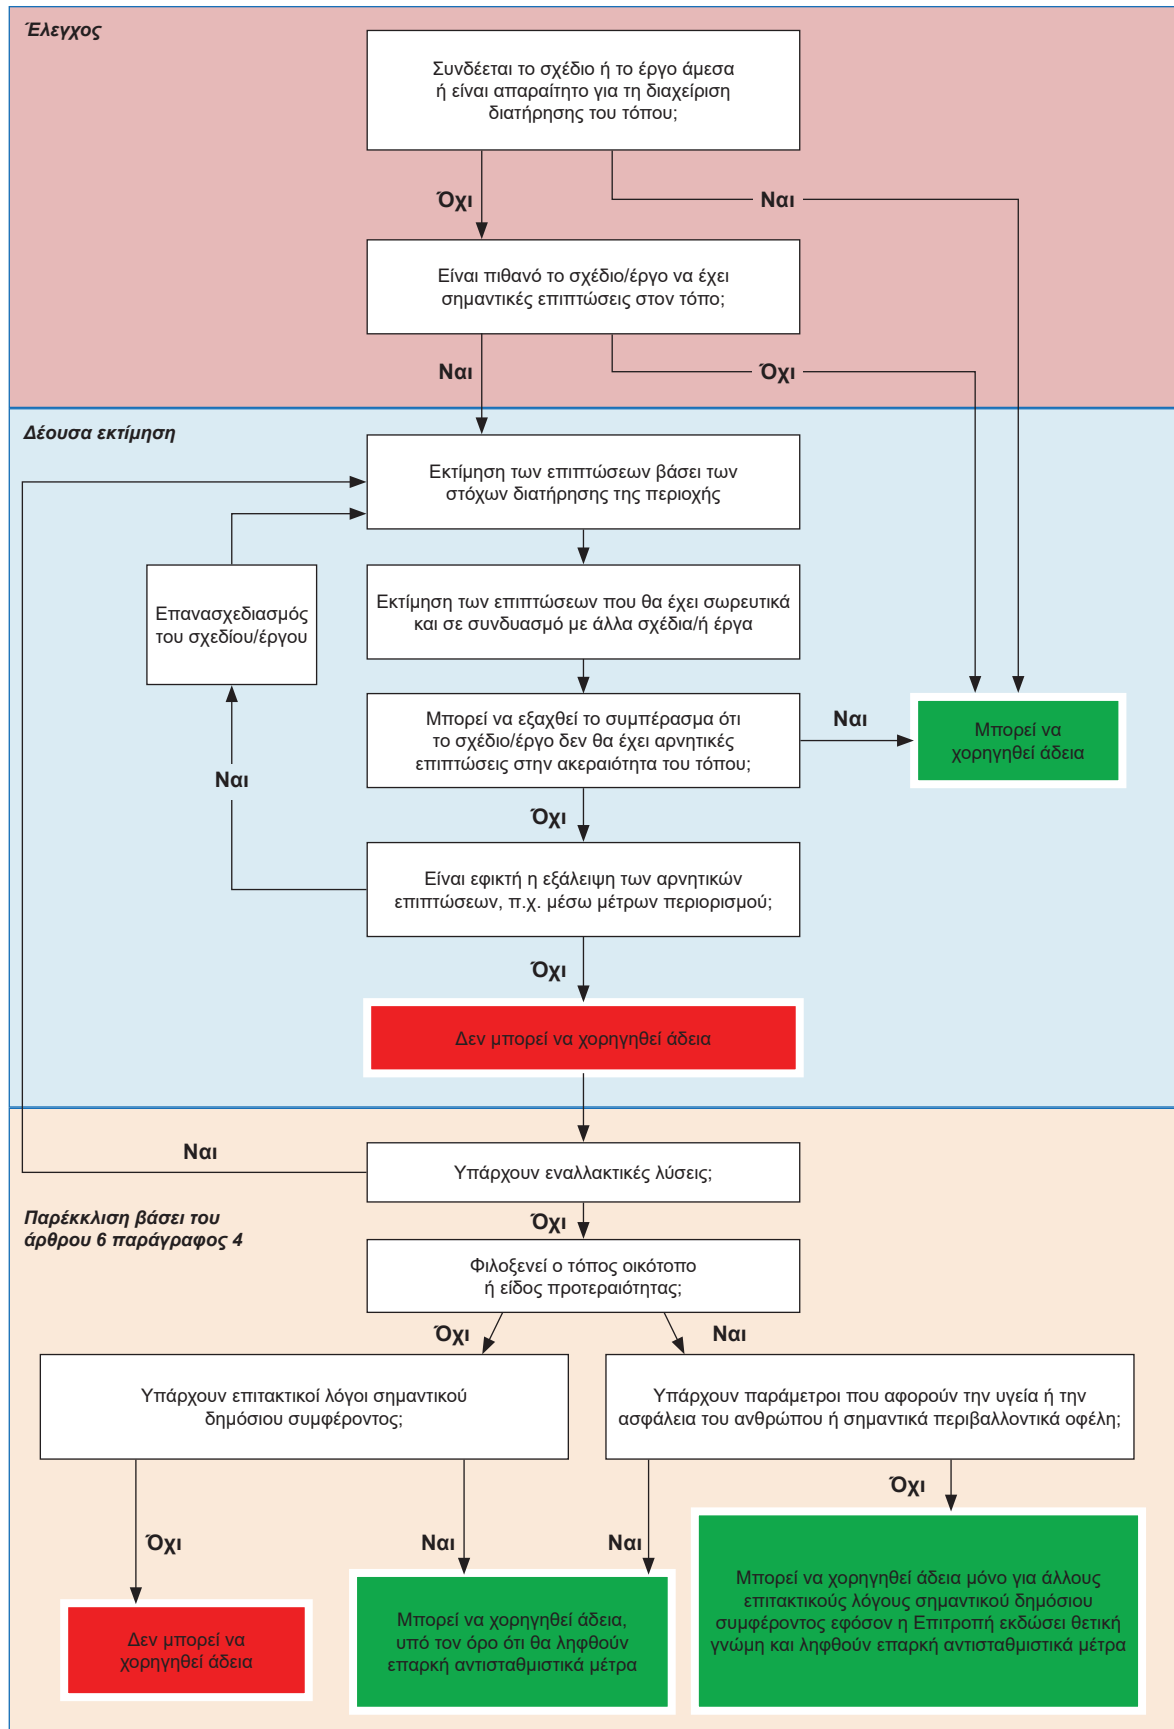 Έλεγχος
Συνδέεται το σχέδιο ή το έργο άμεσα
ή είναι απαραίτητο για τη διαχείριση
διατήρησης του τόπου;
Όχι
Ναι
Είναι πιθανό το σχέδιο/έργο να έχει
σημαντικές επιπτώσεις στον τόπο;
Ναι
Όχι
Δέουσα εκτίμηση
Εκτίμηση των επιπτώσεων βάσει των
στόχων διατήρησης της περιοχής
Επανασχεδιασμός
του σχεδίου/έργου
Εκτίμηση των επιπτώσεων που θα έχει σωρευτικά
και σε συνδυασμό με άλλα σχέδια/ή έργα
Μπορεί να εξαχθεί το συμπέρασμα ότι
το σχέδιο/έργο δεν θα έχει αρνητικές
επιπτώσεις στην ακεραιότητα του τόπου;
Ναι
Μπορεί να
χορηγηθεί άδεια
Ναι
Όχι
Είναι εφικτή η εξάλειψη των αρνητικών
επιπτώσεων, π.χ. μέσω μέτρων περιορισμού;
Όχι
Δεν μπορεί να χορηγηθεί άδεια
Ναι
Υπάρχουν εναλλακτικές λύσεις;
Παρέκκλιση βάσει του
άρθρου 6 παράγραφος 4
Όχι
Φιλοξενεί ο τόπος οικότοπο
ή είδος προτεραιότητας;
Όχι
Ναι
Υπάρχουν επιτακτικοί λόγοι σημαντικού
δημόσιου συμφέροντος;
Υπάρχουν παράμετροι που αφορούν την υγεία ή την
ασφάλεια του ανθρώπου ή σημαντικά περιβαλλοντικά οφέλη;
Όχι
Ναι
Ναι
Όχι
Δεν μπορεί να
χορηγηθεί άδεια
Μπορεί να χορηγηθεί άδεια,
υπό τον όρο ότι θα ληφθούν
επαρκή αντισταθμιστικά μέτρα
Μπορεί να χορηγηθεί άδεια μόνο για άλλους
επιτακτικούς λόγους σημαντικού δημόσιου
συμφέροντος εφόσον η Επιτροπή εκδώσει θετική
γνώμη και ληφθούν επαρκή αντισταθμιστικά μέτρα